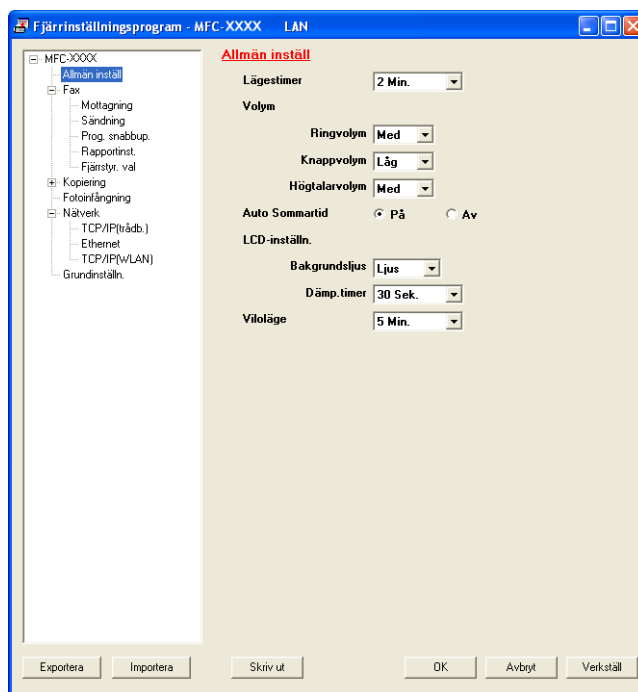 Fjärrinställningsprogram - MFC-XXXX LAN
MFC-XXXX
Allmän inställ
Fax
Mottagning
Sändning
Prog. snabbup.
Rapportinst.
Fjärrstyr. val
Kopiering
Fotoinfångning
Nätverk
TCP/IP(trådb.)
Ethernet
TCP/IP(WLAN)
Grundinställn.
Allmän inställ
Lägestimer 2 Min.
Volym
Ringvolym Med
Knappvolym Låg
Högtalarvolym Med
Auto Sommartid På Av
LCD-inställn.
Bakgrundsljus Ljus
Dämp.timer 30 Sek.
Viloläge 5 Min.
Exportera Importera Skriv ut OK Avbryt Verkställ